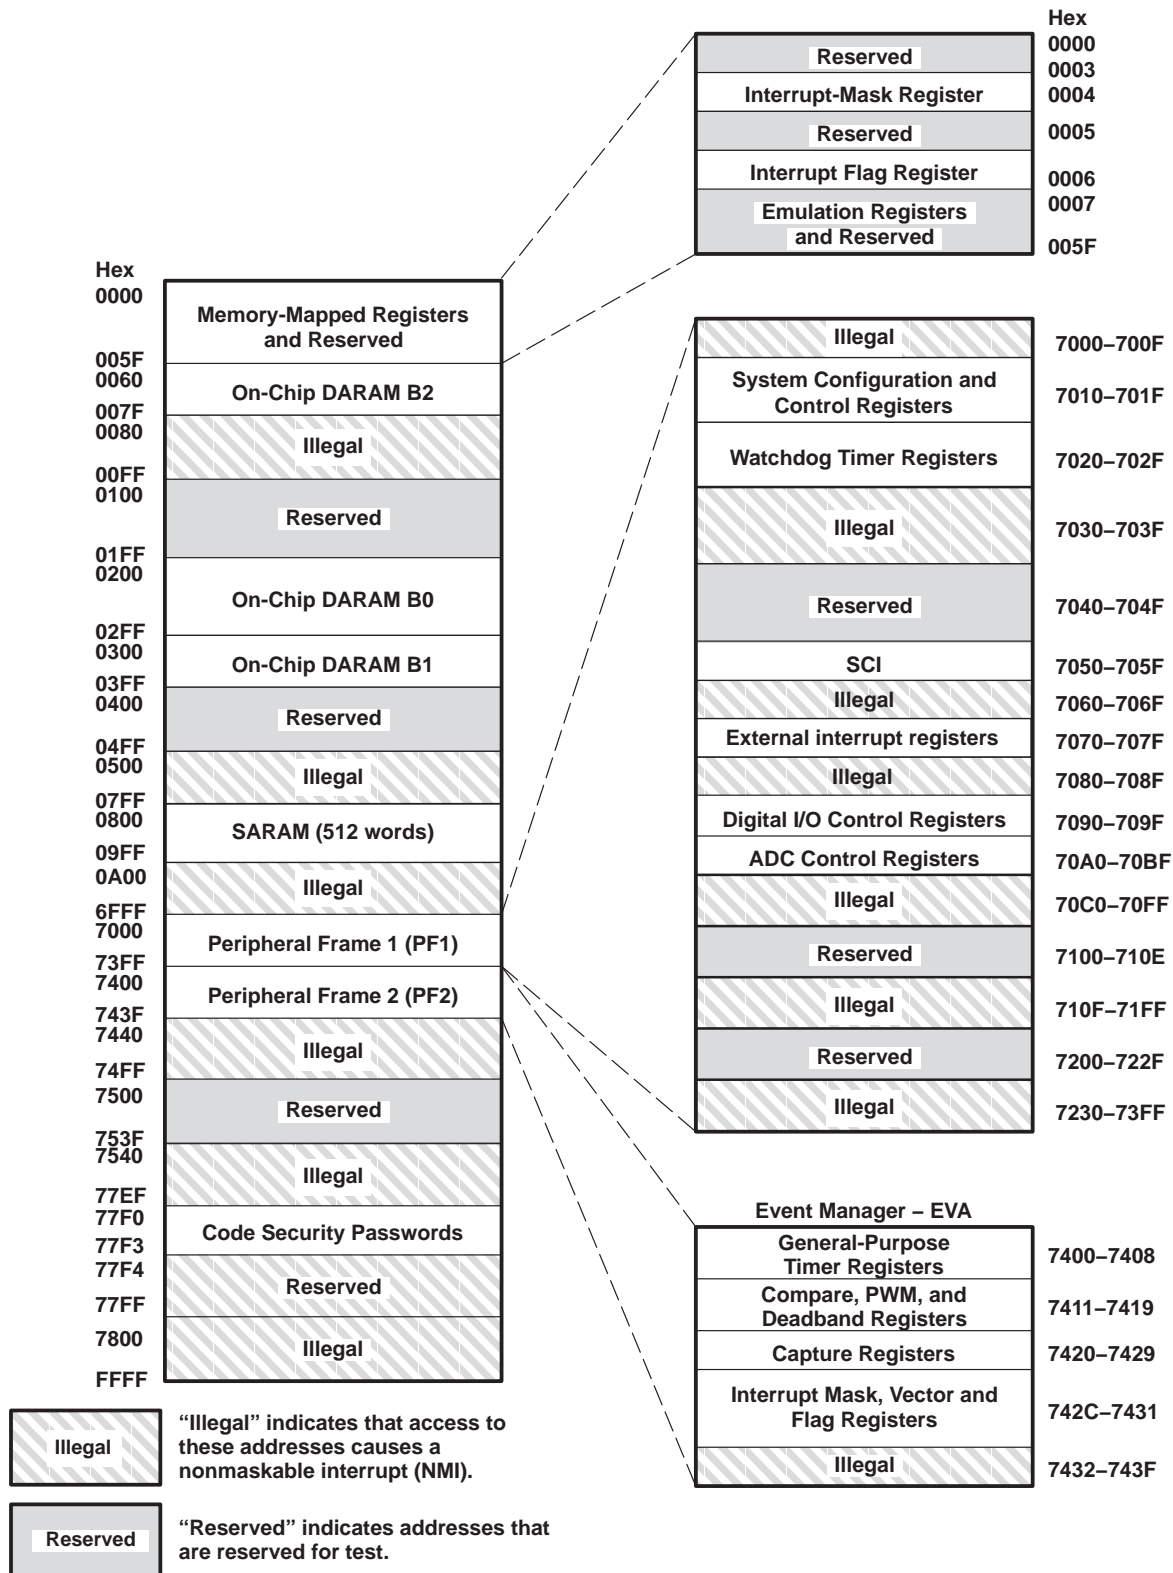 Hex
0000
Reserved
0003
Interrupt-Mask Register
0004
Reserved
0005
Interrupt Flag Register
0006
0007
Emulation Registers
and Reserved
005F
Hex
0000
Memory-Mapped Registers
and Reserved
005F
0060
On-Chip DARAM B2
007F
0080
Illegal
00FF
0100
Reserved
01FF
0200
On-Chip DARAM B0
02FF
0300
On-Chip DARAM B1
03FF
0400
Reserved
04FF
0500
Illegal
07FF
0800
SARAM (512 words)
09FF
0A00
Illegal
6FFF
7000
Peripheral Frame 1 (PF1)
73FF
7400
Peripheral Frame 2 (PF2)
743F
7440
Illegal
74FF
7500
Reserved
753F
7540
Illegal
77EF
77F0
Code Security Passwords
77F3
77F4
Reserved
77FF
7800
Illegal
FFFF
Illegal
7000–700F
System Configuration and
Control Registers
7010–701F
Watchdog Timer Registers
7020–702F
Illegal
7030–703F
Reserved
7040–704F
SCI
7050–705F
Illegal
7060–706F
External interrupt registers
7070–707F
Illegal
7080–708F
Digital I/O Control Registers
7090–709F
ADC Control Registers
70A0–70BF
Illegal
70C0–70FF
Reserved
7100–710E
Illegal
710F–71FF
Reserved
7200–722F
Illegal
7230–73FF
Event Manager – EVA
General-Purpose
Timer Registers
7400–7408
Compare, PWM, and
Deadband Registers
7411–7419
Capture Registers
7420–7429
Interrupt Mask, Vector and
Flag Registers
742C–7431
Illegal
7432–743F
Illegal
“Illegal” indicates that access to
these addresses causes a
nonmaskable interrupt (NMI).
Reserved
“Reserved” indicates addresses that
are reserved for test.